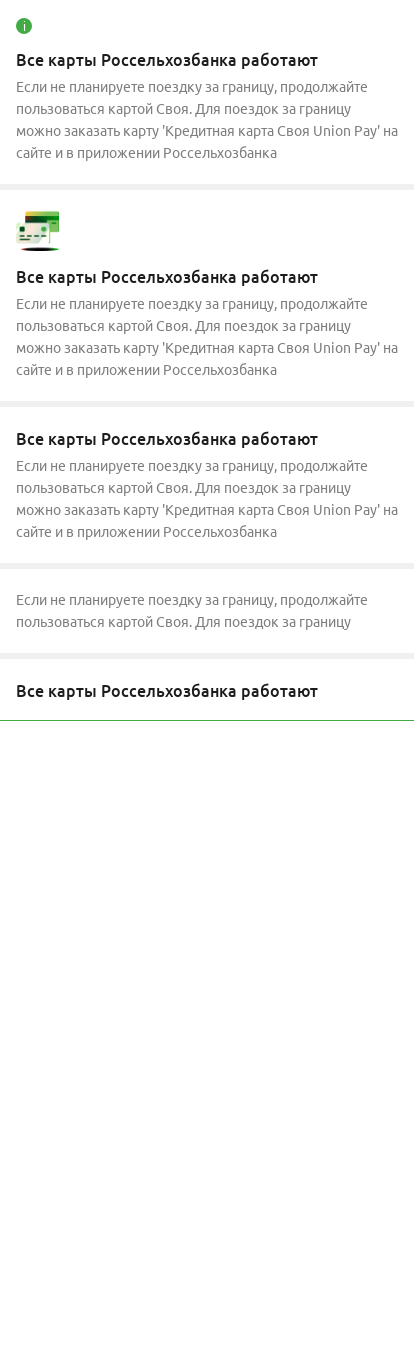 Все карты Россельхозбанка работают
Если не планируете поездку за границу, продолжайте
пользоваться картой Своя. Для поездок за границу
можно заказать карту 'Кредитная карта Своя Union Pay' на
сайте и в приложении Россельхозбанка
Все карты Россельхозбанка работают
Если не планируете поездку за границу, продолжайте
пользоваться картой Своя. Для поездок за границу
можно заказать карту 'Кредитная карта Своя Union Pay' на
сайте и в приложении Россельхозбанка
Все карты Россельхозбанка работают
Если не планируете поездку за границу, продолжайте
пользоваться картой Своя. Для поездок за границу
можно заказать карту 'Кредитная карта Своя Union Pay' на
сайте и в приложении Россельхозбанка
Если не планируете поездку за границу, продолжайте
пользоваться картой Своя. Для поездок за границу
Все карты Россельхозбанка работают